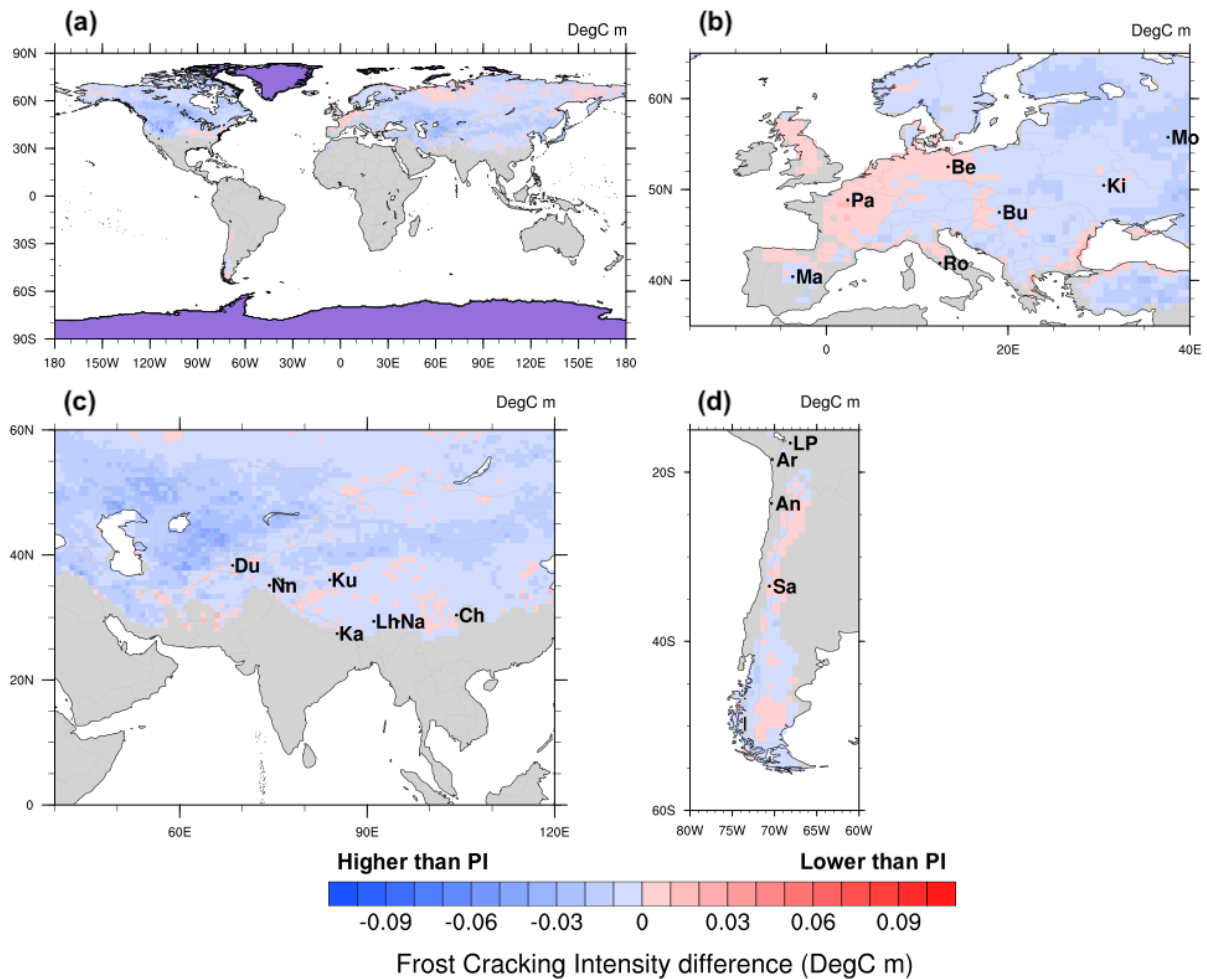 (a)
DegC m
90N
60N
30N
0
30S
60S
90S
180 150W 120W 90W 60W 30W 0 30E 60E 90E 120E 150E 180
(b)
DegC m
60N
50N
40N
0 20E 40E
Mo
Be
Ki
Pa
Bu
Ro
Ma
(c)
DegC m
60N
40N
20N
0
60E 90E 120E
Du
Ku
Lh Na
Ch
Ka
(d)
DegC m
20S
40S
60S
80W 75W 70W 65W 60W
LP
Ar
An
Sa
Higher than PI Lower than PI
-0.09 -0.06 -0.03 0 0.03 0.06 0.09
Frost Cracking Intensity difference (DegC m)